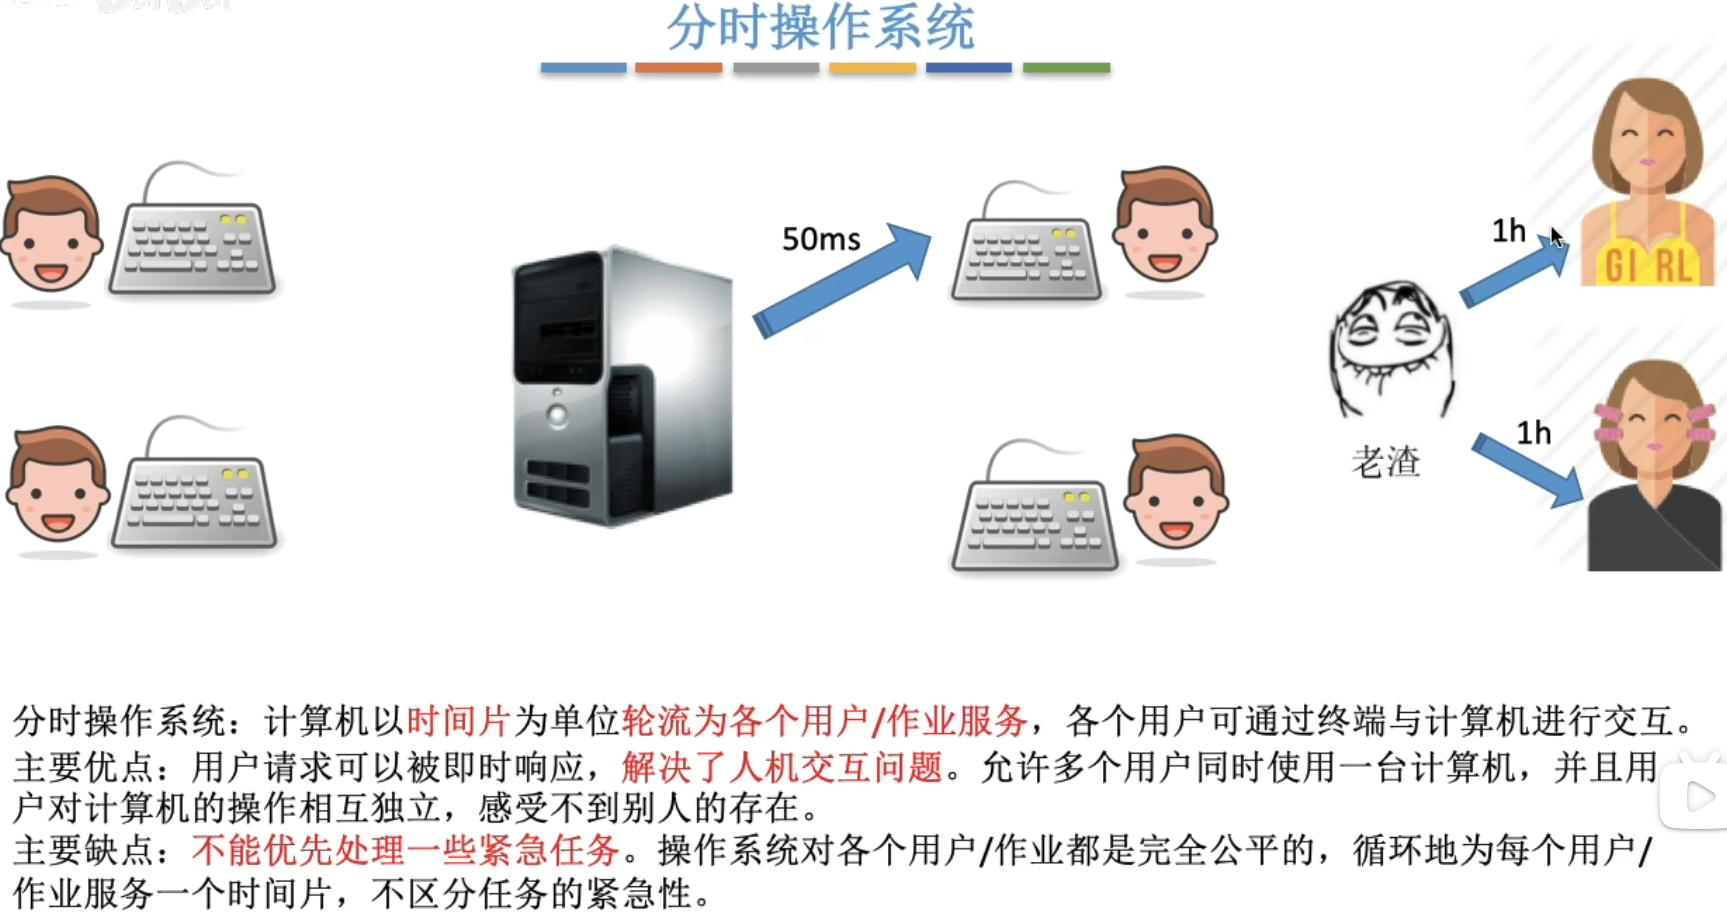 分时操作系统
50ms
1h
GIRL
1h
老渣
分时操作系统：计算机以时间片为单位轮流为各个用户/作业服务，各个用户可通过终端与计算机进行交互。
主要优点：用户请求可以被即时响应，解决了人机交互问题。允许多个用户同时使用一台计算机，并且用
户对计算机的操作相互独立，感受不到别人的存在。
主要缺点：不能优先处理一些紧急任务。操作系统对各个用户/作业都是完全公平的，循环地为每个用户/
作业服务一个时间片，不区分任务的紧急性。